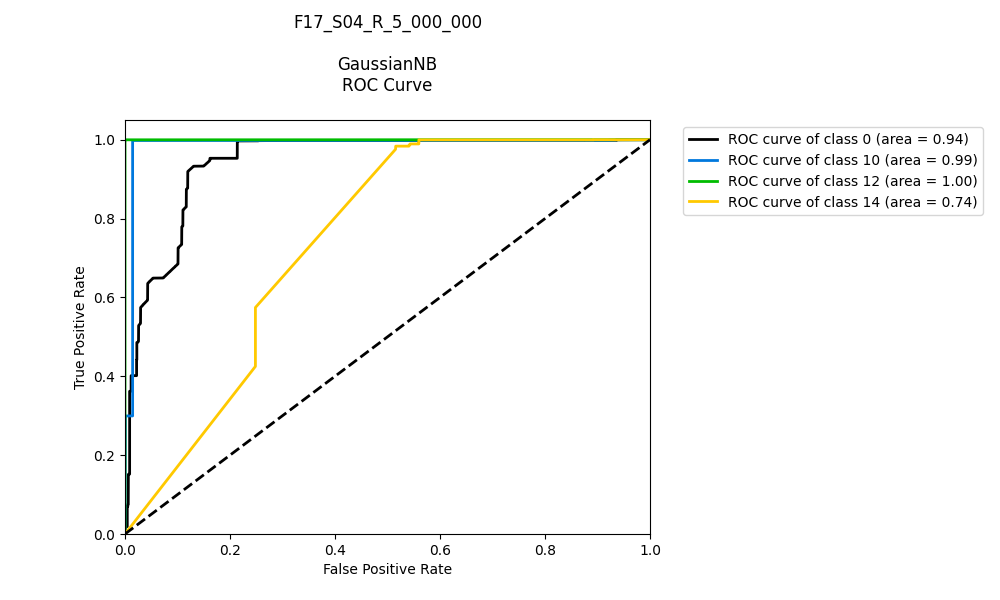 F17_S04_R_5_000_000
GaussianNB
ROC Curve
ROC curve of class 0 (area = 0.94)
ROC curve of class 10 (area = 0.99)
ROC curve of class 12 (area = 1.00)
ROC curve of class 14 (area = 0.74)
True Positive Rate
1.0
0.8
0.6
0.4
0.2
0.0
0.0 0.2 0.4 0.6 0.8 1.0
False Positive Rate